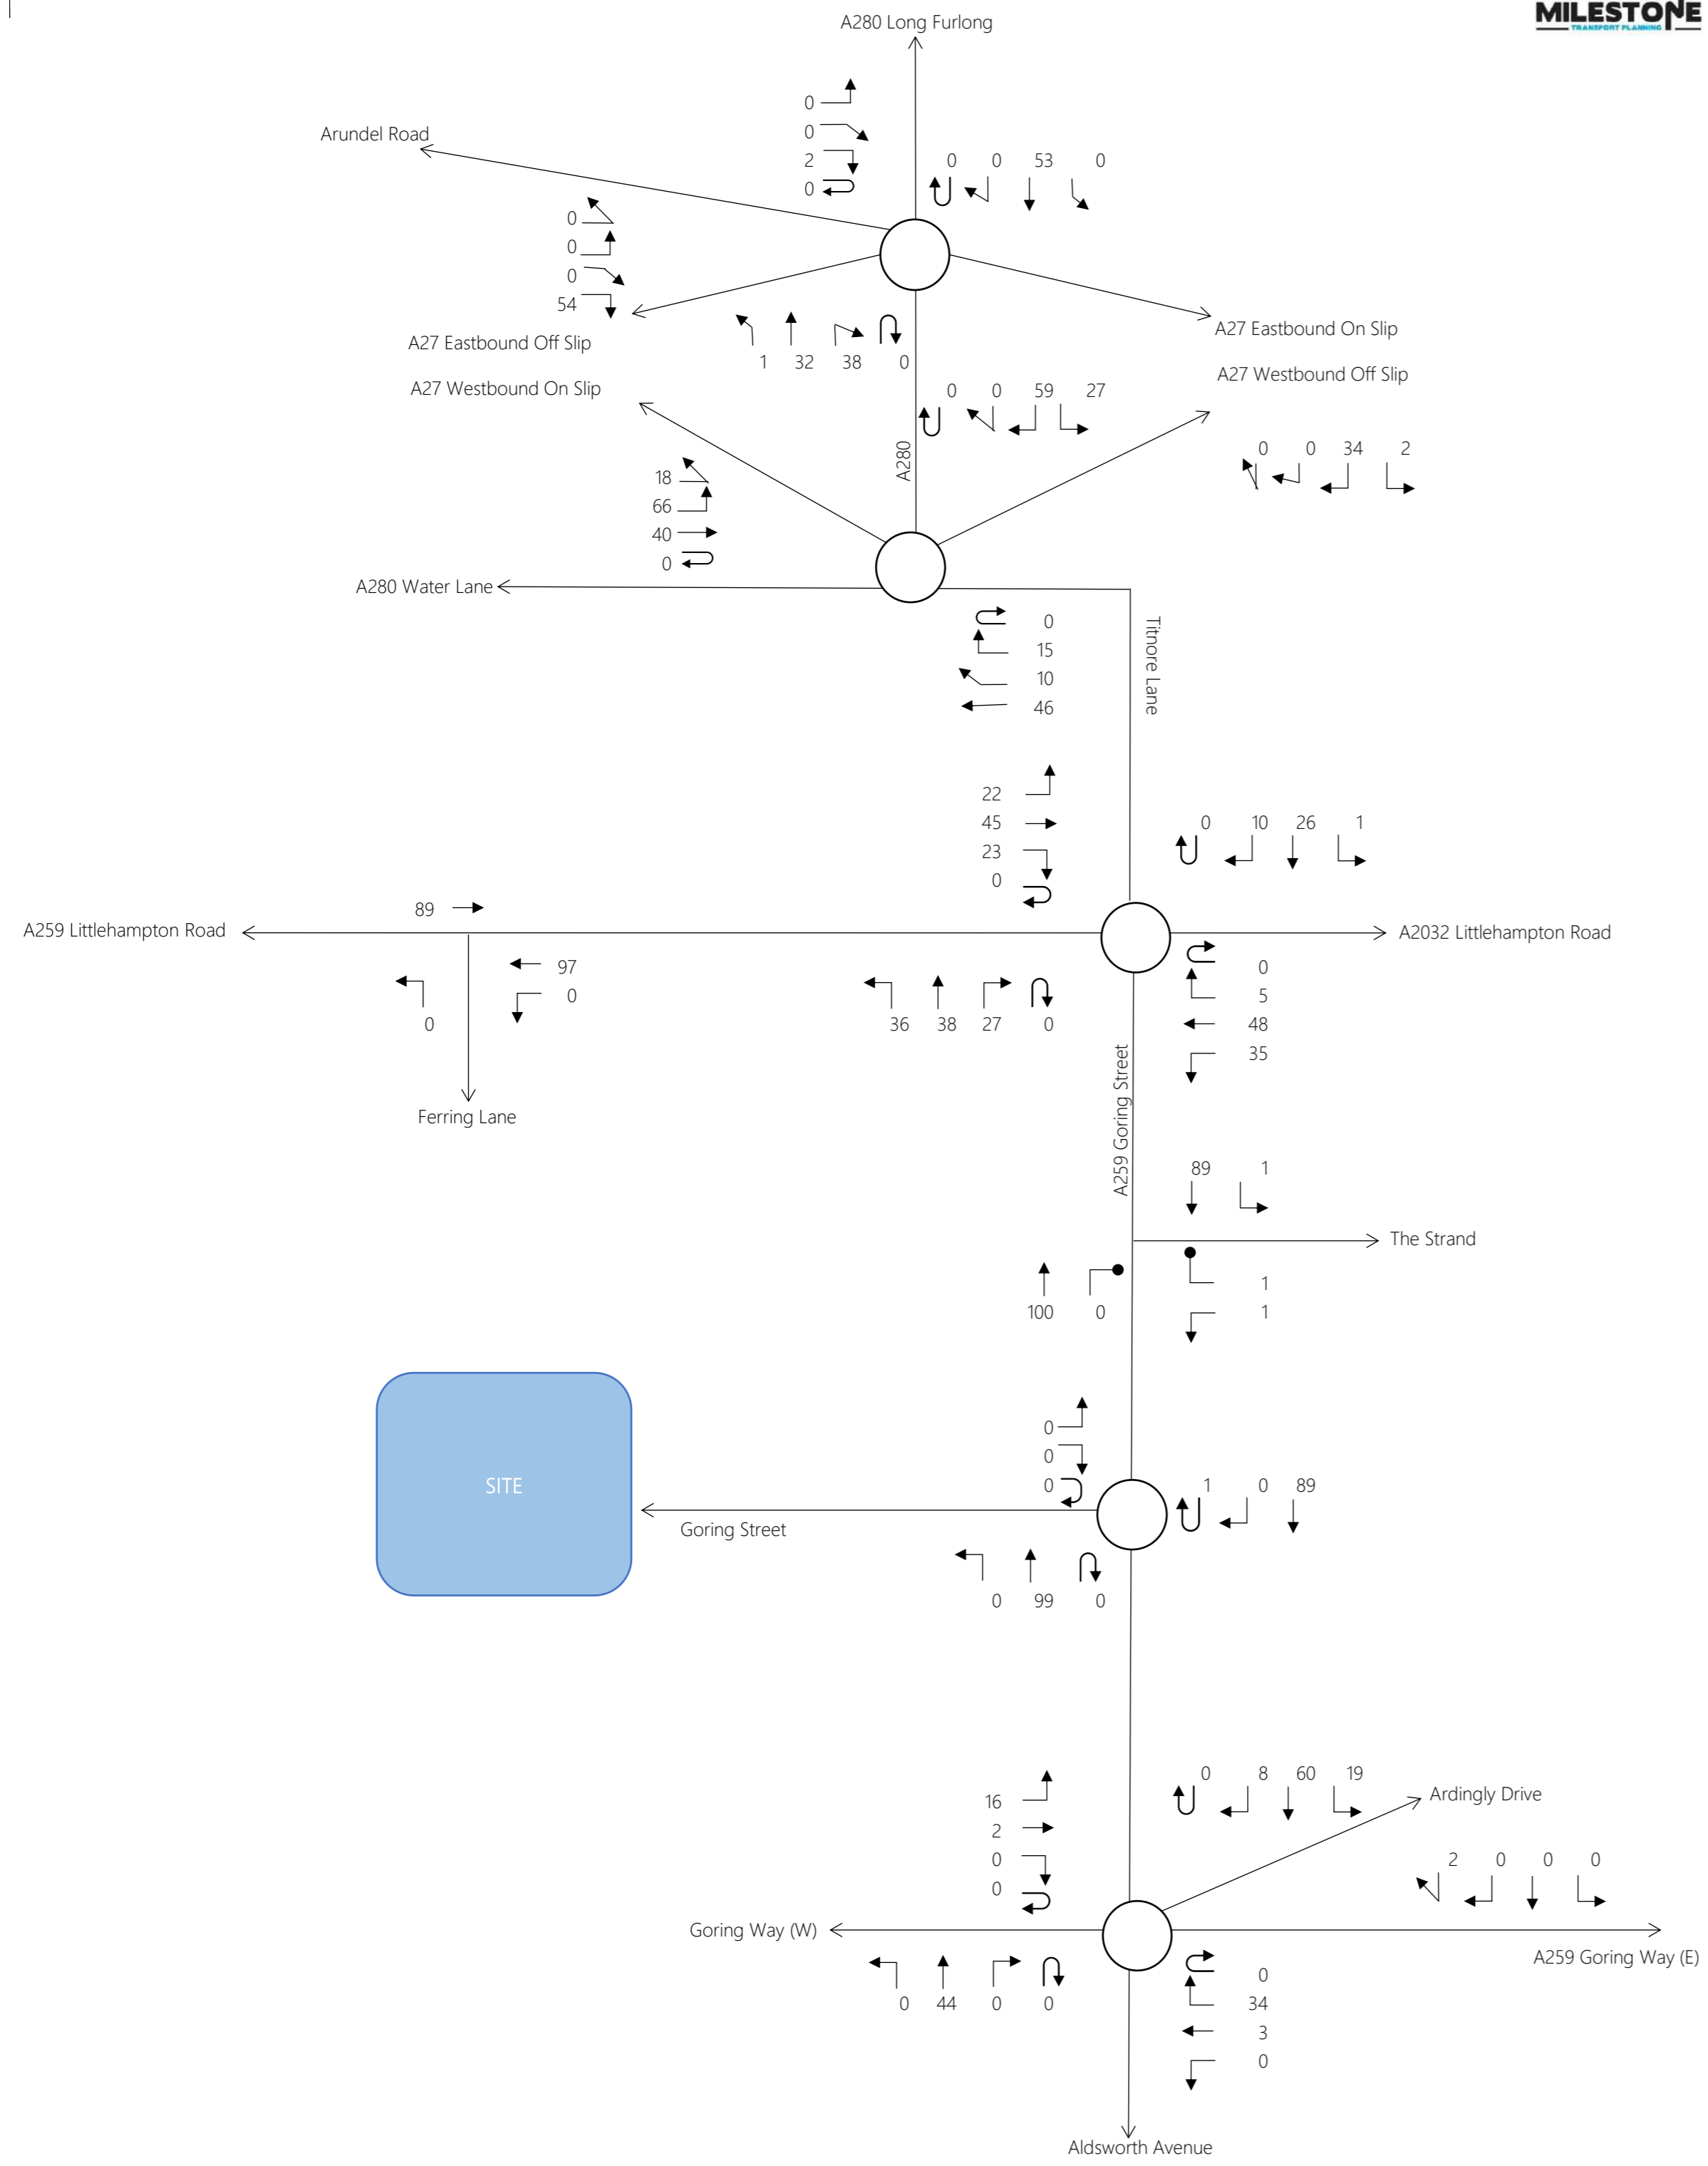 MILESTONE
TRANSPORT PLANNING
A280 Long Furlong
0
Arundel Road
0
2
0
0 0 53 0
0
0
0
54
A27 Eastbound Off Slip
1 32 38 0
A27 Eastbound On Slip
A27 Westbound On Slip
A27 Westbound Off Slip
0 0 59 27
A280
0 0 34 2
18
66
40
0
A280 Water Lane
0
15
10
46
Titnore Lane
22
45
23
0
0 10 26 1
89
A259 Littlehampton Road
A2032 Littlehampton Road
97
0
0
36 38 27 0
0
5
48
35
Ferring Lane
A259 Goring Street
89 1
The Strand
100 0
1
1
0
0
0
SITE
1 0 89
Goring Street
0 99 0
16
2
0
0
0 8 60 19
Ardingly Drive
2 0 0 0
Goring Way (W)
A259 Goring Way (E)
0 44 0 0
0
34
3
0
Aldsworth Avenue